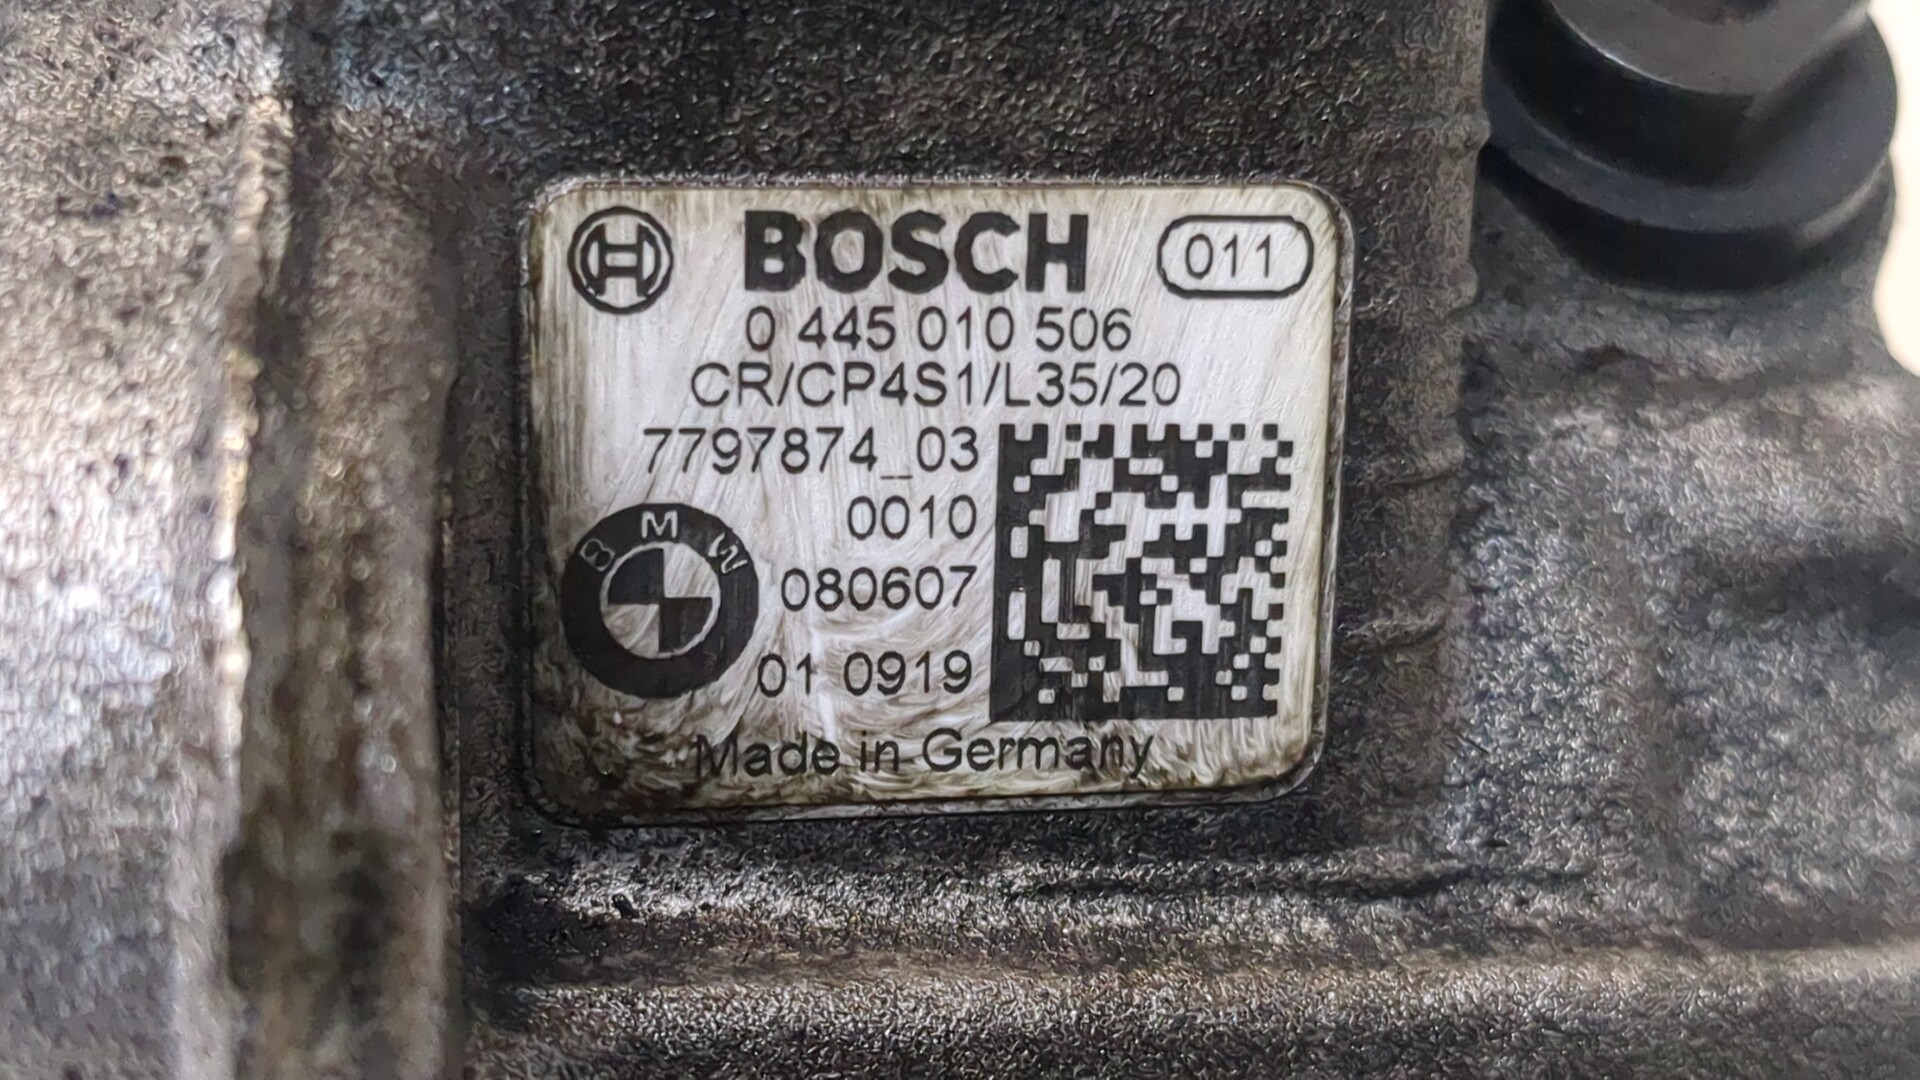 BOSCH 011
0 445 010 506
CR/CP4S1/L35/20
7797874_03
0010
BMW
080607
01 0919
Made in Germany